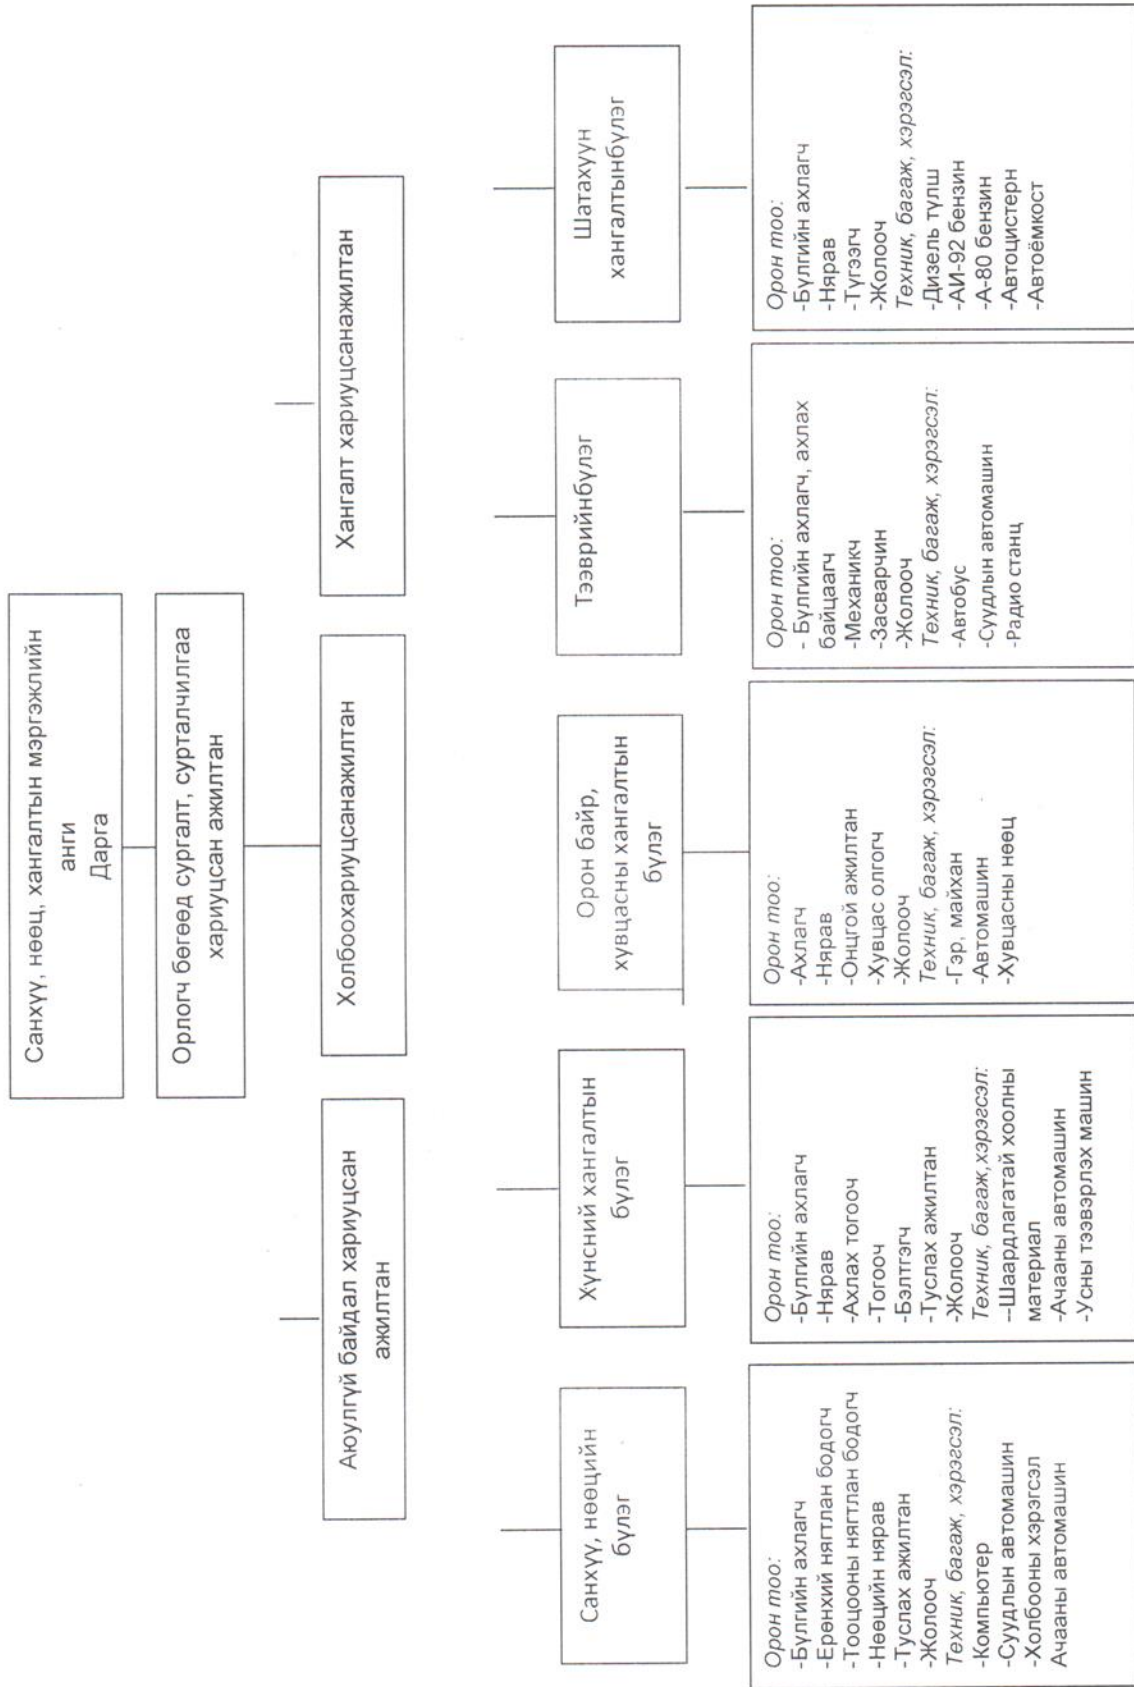 Санхүү, нөөц, хангалтын мэргэжлийн
анги
Дарга
Орлогч бөгөөд сургалт, сурталчилгаа
хариуцсан ажилтан
Аюулгүй байдал хариуцсан
ажилтан
Холбоохариуцсанажилтан
Хангалт хариуцсанажилтан
Санхүү, нөөцийн
бүлэг
Хүнсний хангалтын
бүлэг
Орон байр,
хувцасны хангалтын
бүлэг
Тээврийнбүлэг
Шатахуун
хангалтынбүлэг
Орон тоо:
-Бүлгийн ахлагч
-Ерөнхий нягтлан бодогч
-Тооцооны нягтлан бодогч
-Нөөцийн нярав
-Туслах ажилтан
-Жолооч
Техник, багаж, хэрэгсэл:
-Компьютер
-Суудлын автомашин
-Холбооны хэрэгсэл
Ачааны автомашин
Орон тоо:
-Бүлгийн ахлагч
-Нярав
-Ахлах тогооч
-Тогооч
-Бэлтгэгч
-Туслах ажилтан
-Жолооч
Техник, багаж,хэрэгсэл:
--Шаардлагатай хоолны
материал
-Ачааны автомашин
-Усны тээвэрлэх машин
Орон тоо:
-Ахлагч
-Нярав
-Онцгой ажилтан
-Хувцас олгогч
-Жолооч
Техник, багаж, хэрэгсэл:
-Гэр, майхан
-Автомашин
-Хувцасны нөөц
Орон тоо:
- Бүлгийн ахлагч, ахлах
байцаагч
-Механикч
-Засварчин
-Жолооч
Техник, багаж, хэрэгсэл:
-Автобус
-Суудлын автомашин
-Радио станц
Орон тоо:
-Бүлгийн ахлагч
-Нярав
-Түгээгч
-Жолооч
Техник, багаж, хэрэгсэл:
-Дизель түлш
-АИ-92 бензин
-А-80 бензин
-Автоцистерн
-Автоёмкост